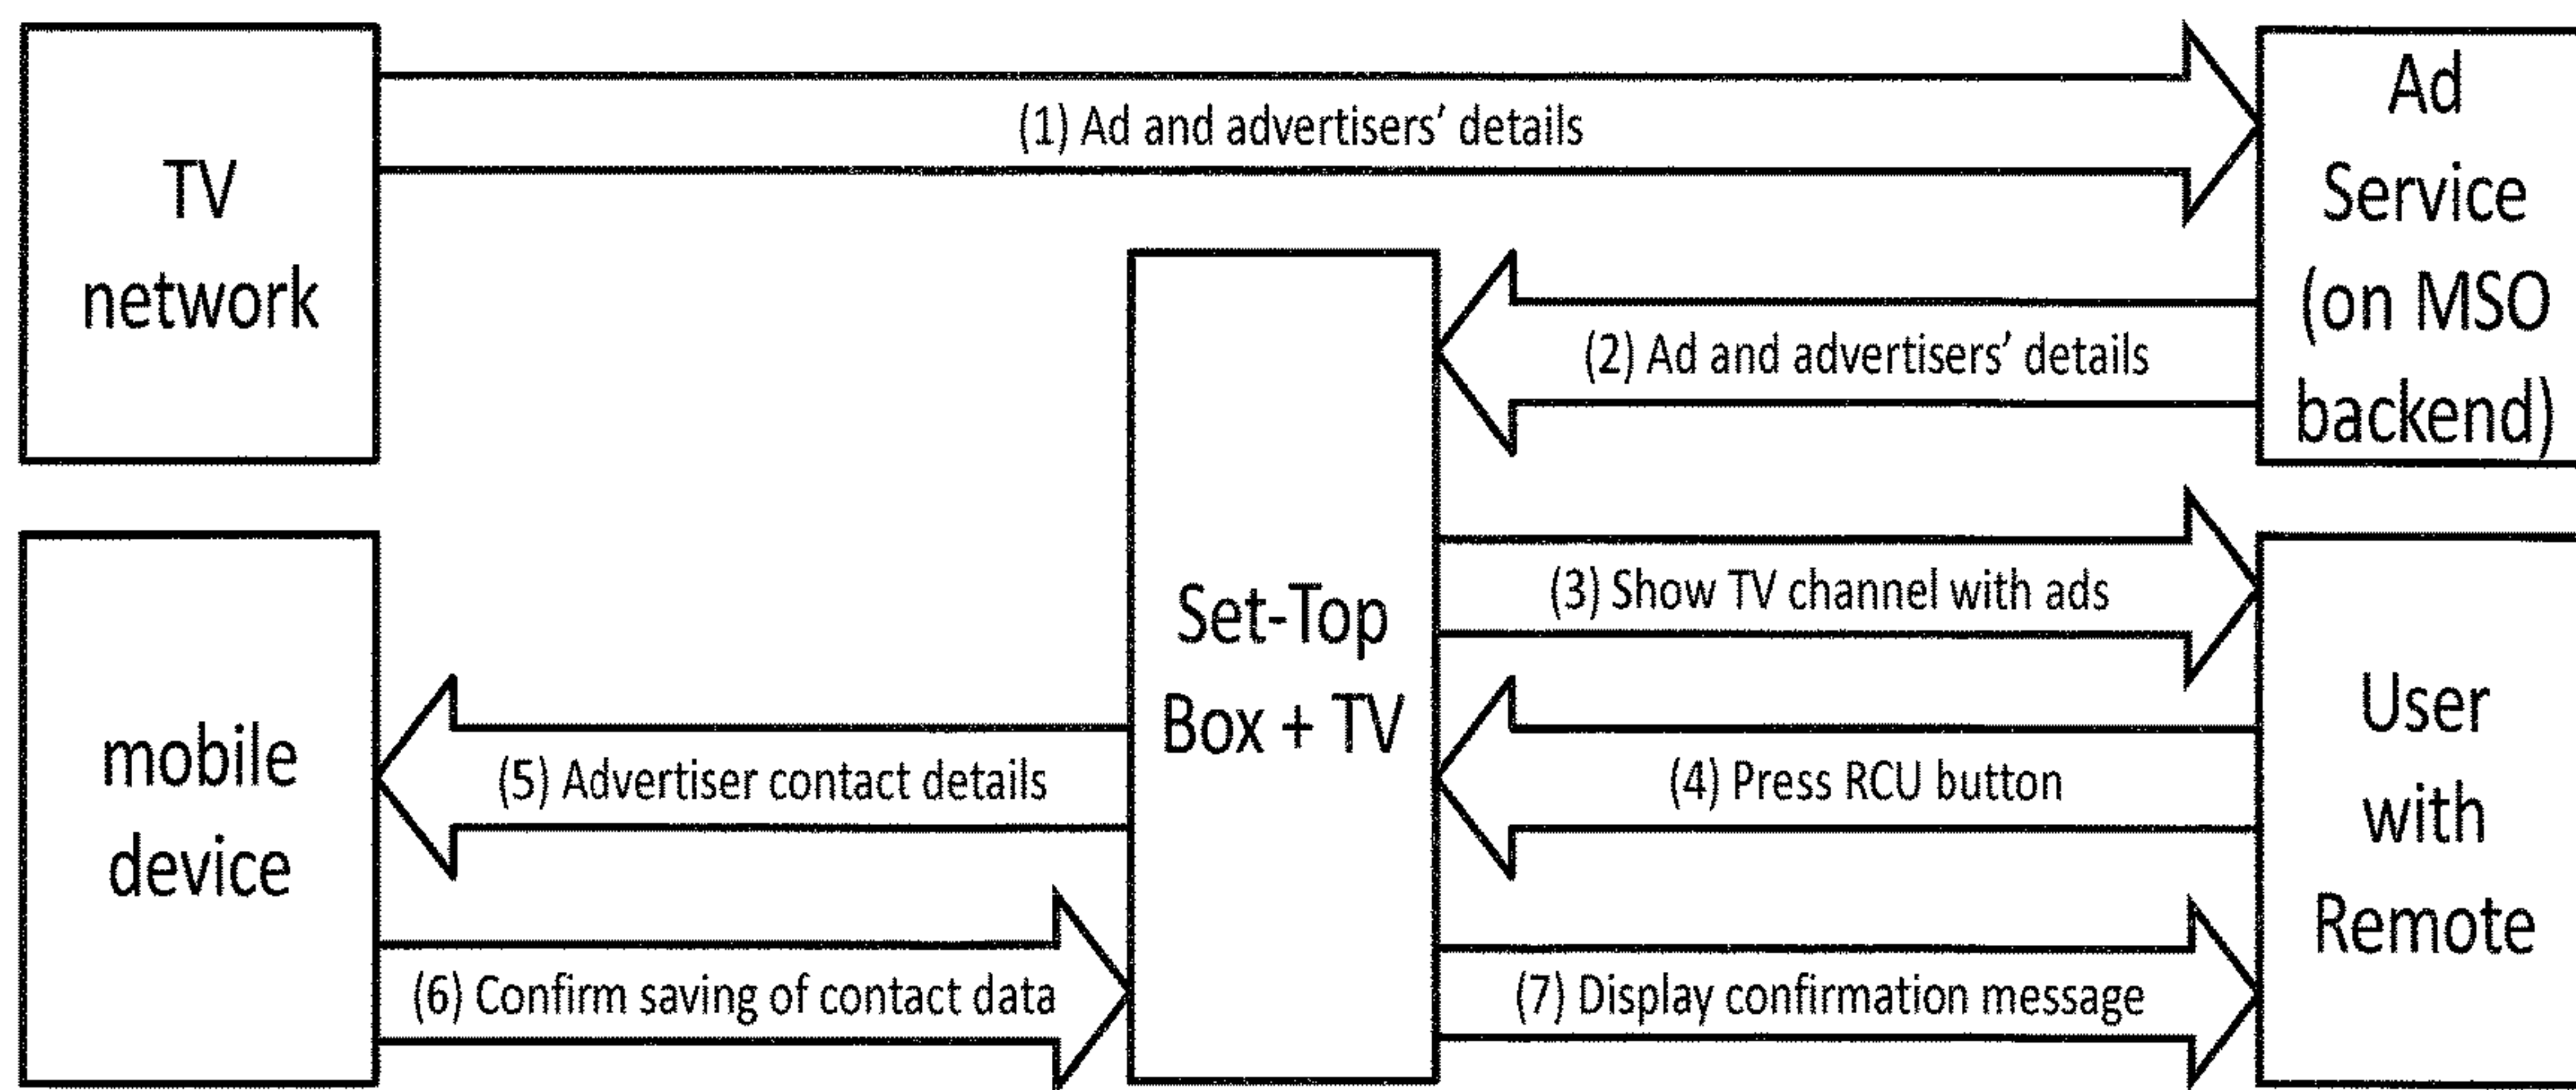 TV
network
(1) Ad and advertisers' details
Ad
Service
(on MSO
backend)
(2) Ad and advertisers' details
Set-Top
Box + TV
(3) Show TV channel with ads
mobile
device
(5) Advertiser contact details
(4) Press RCU button
User
with
Remote
(6) Confirm saving of contact data
(7) Display confirmation message